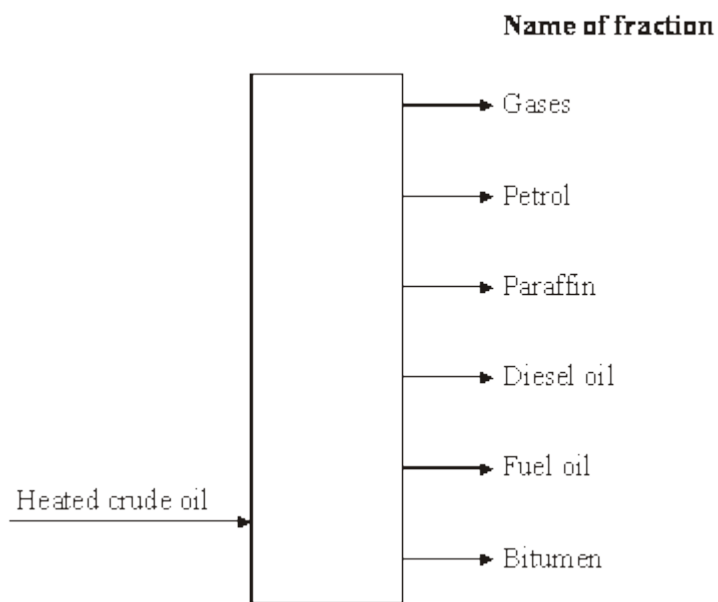 Name of fraction
Gases
Petrol
Paraffin
Diesel oil
Fuel oil
Heated crude oil
Bitumen